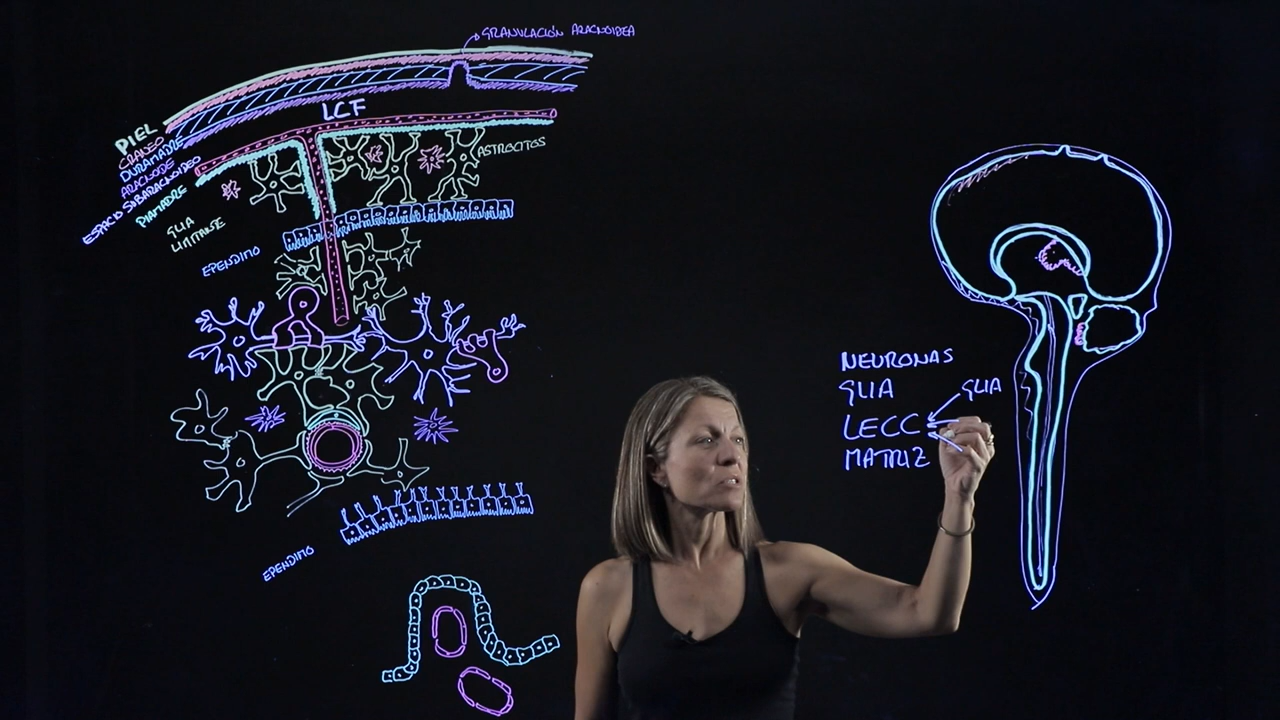 GRANULACIÓN ARACNOIDEA
LCF
PIEL
CRANEO
DURAMADRE
ARACNOIDE
ESPACIO SUBARACNOIDEO
PIAMADRE
GLIA
LIMITANTE
ASTROCITOS
EPENDIMO
EPENDIMO
NEURONAS
GLIA
GLIA
LECC
MATRIZ